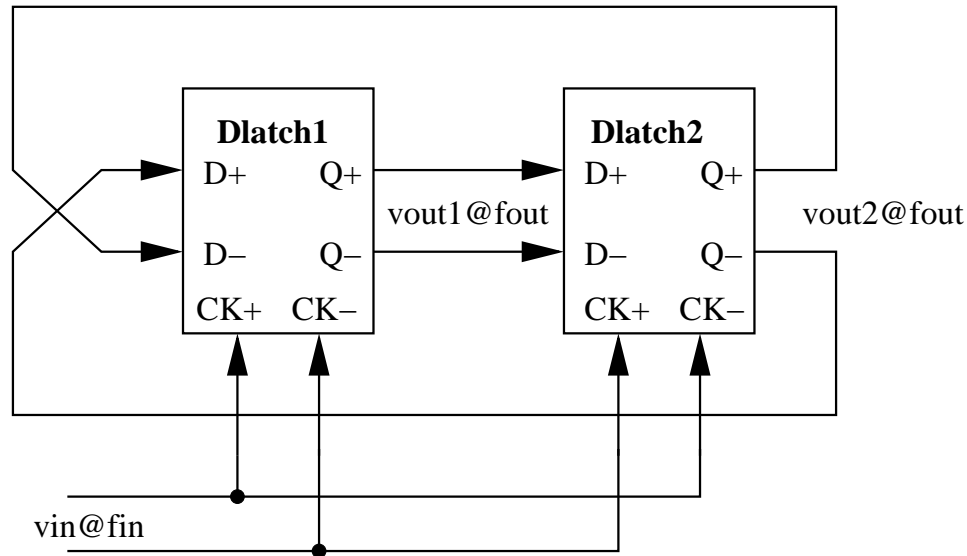 Dlatch1 Dlatch2
D+ Q+ D+ Q+
vout1@fout vout2@fout
D− Q− D− Q−
CK+ CK− CK+ CK−
vin@fin